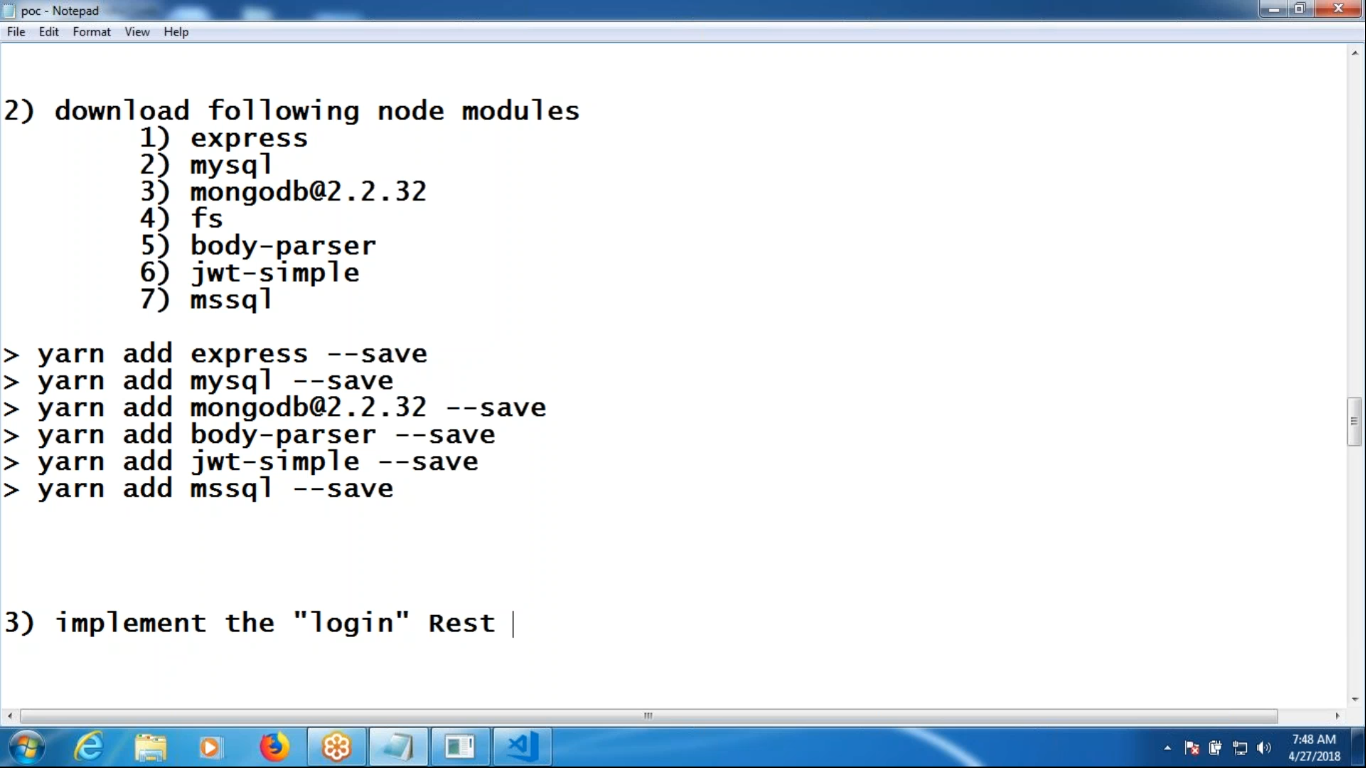 poc - Notepad
File Edit Format View Help
2) download following node modules
1) express
2) mysql
3) mongodb@2.2.32
4) fs
5) body-parser
6) jwt-simple
7) mssql
> yarn add express --save
> yarn add mysql --save
> yarn add mongodb@2.2.32 --save
> yarn add body-parser --save
> yarn add jwt-simple --save
> yarn add mssql --save
3) implement the "login" Rest
7:48 AM
4/27/2018